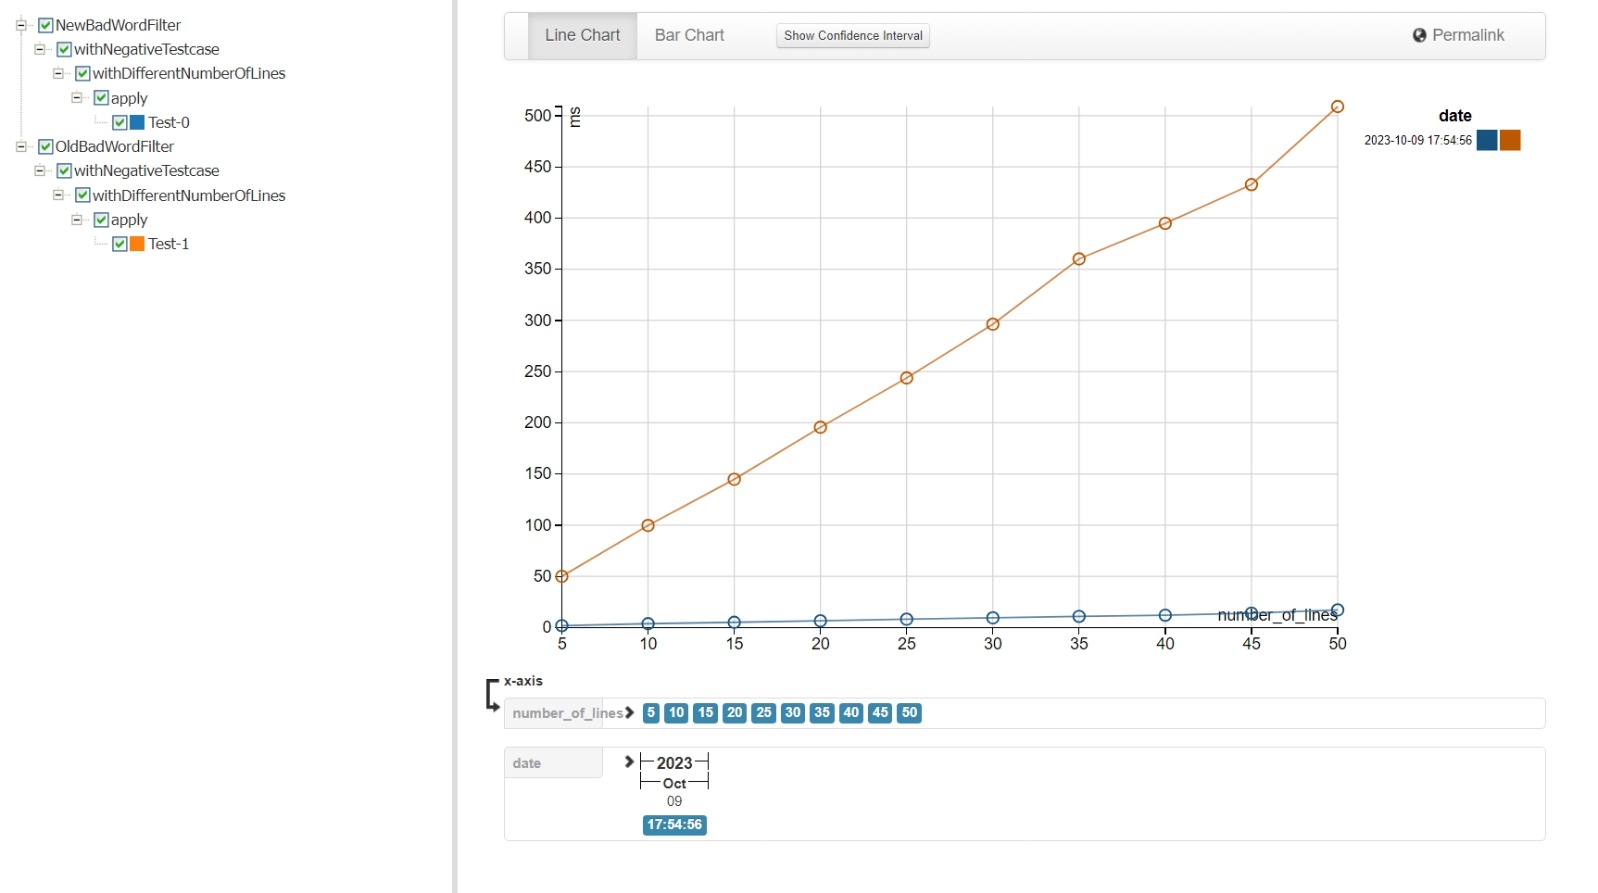 NewBadWordFilter
withNegativeTestcase
withDifferentNumberOfLines
apply
Test-0
OldBadWordFilter
withNegativeTestcase
withDifferentNumberOfLines
apply
Test-1
Line Chart Bar Chart Show Confidence Interval Permalink
ms
500
450
400
350
300
250
200
150
100
50
0
5 10 15 20 25 30 35 40 45 50
number_of_lines
date
2023-10-09 17:54:56
x-axis
number_of_lines 5 10 15 20 25 30 35 40 45 50
date 2023
Oct
09
17:54:56